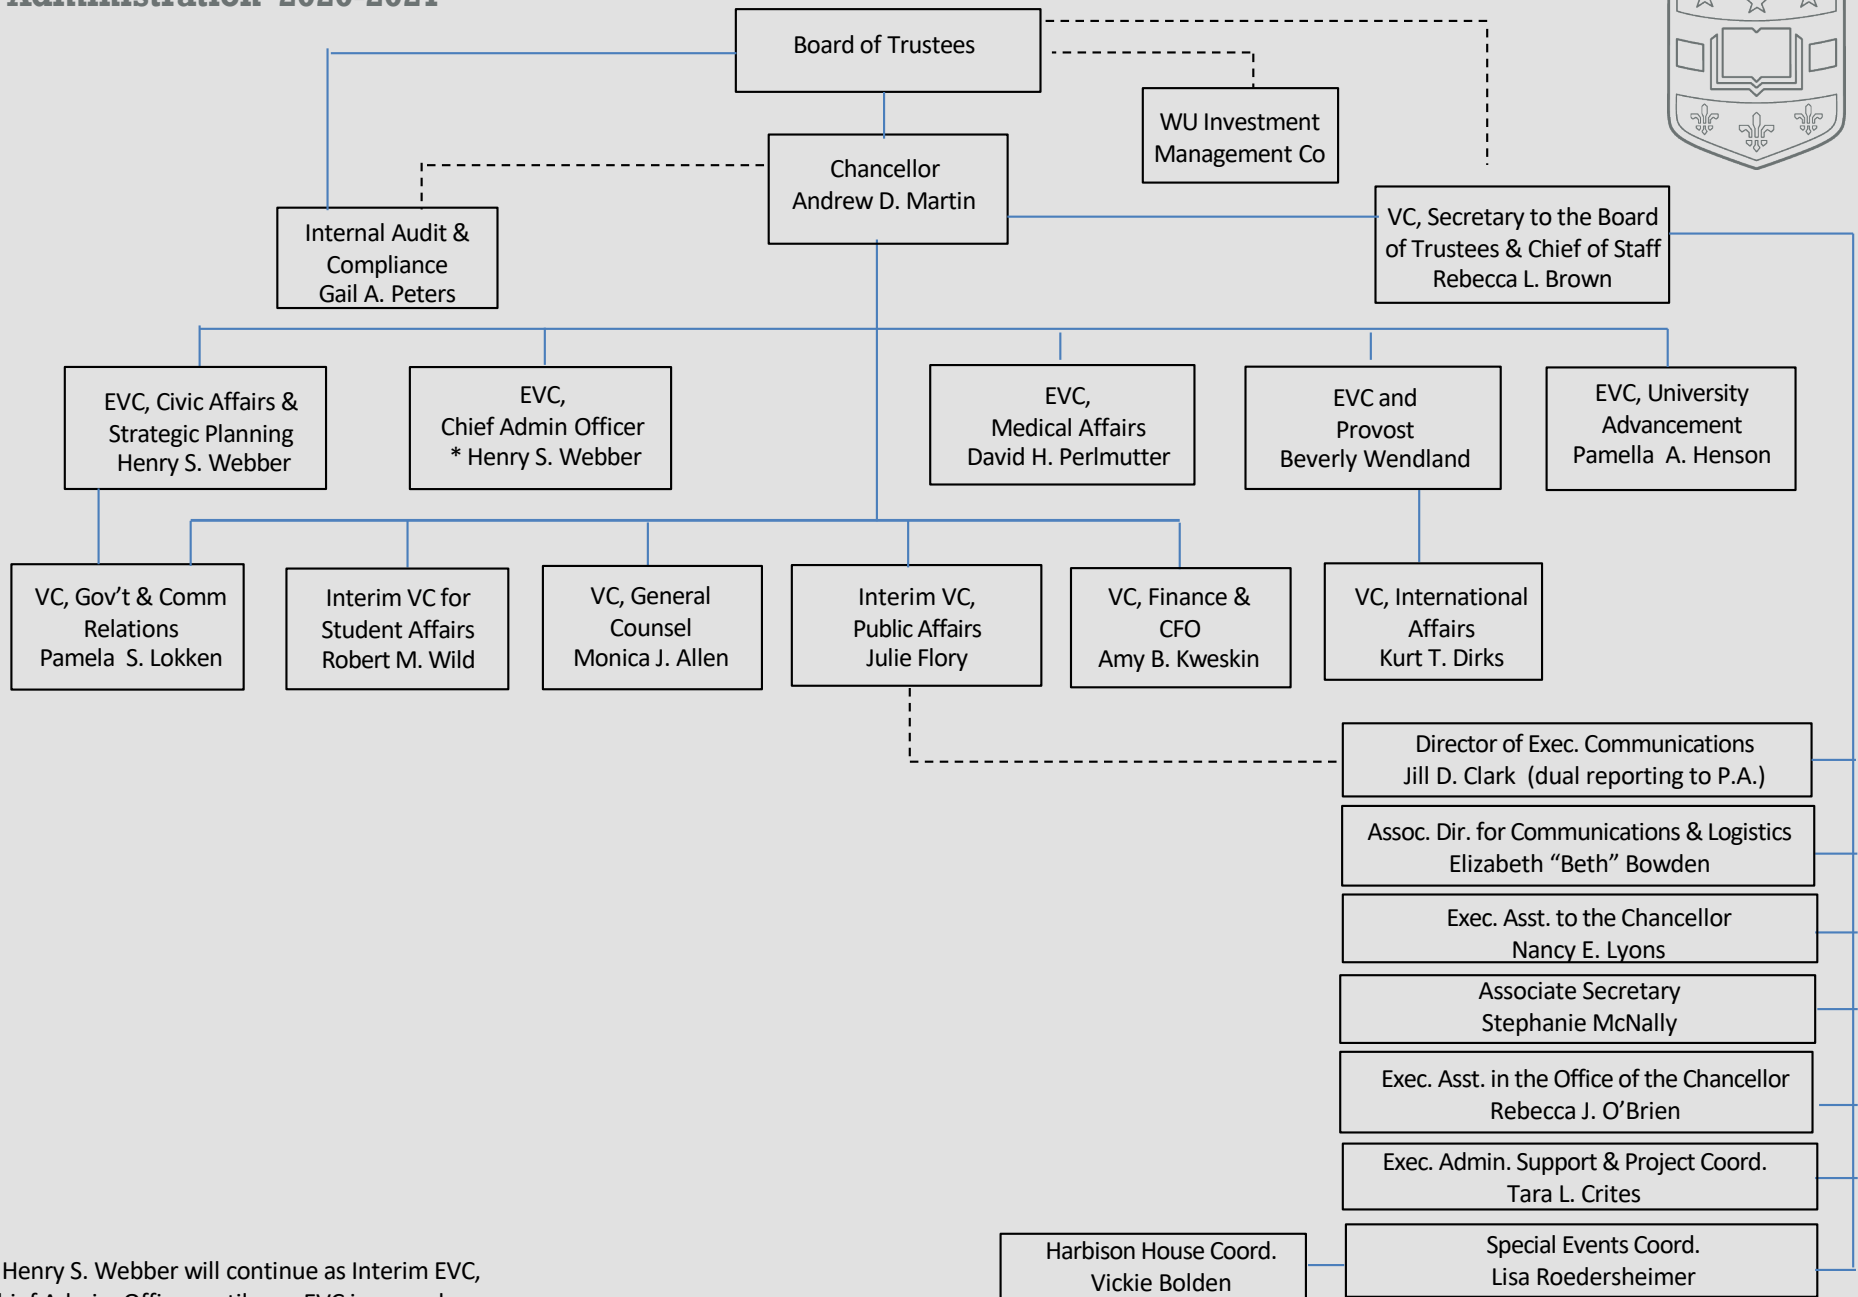 Administration 2020-2021
Board of Trustees
WU Investment
Management Co
Chancellor
Andrew D. Martin
Internal Audit &
Compliance
Gail A. Peters
VC, Secretary to the Board
of Trustees & Chief of Staff
Rebecca L. Brown
EVC, Civic Affairs &
Strategic Planning
Henry S. Webber
EVC,
Chief Admin Officer
* Henry S. Webber
EVC,
Medical Affairs
David H. Perlmutter
EVC and
Provost
Beverly Wendland
EVC, University
Advancement
Pamella A. Henson
VC, Gov’t & Comm
Relations
Pamela S. Lokken
Interim VC for
Student Affairs
Robert M. Wild
VC, General
Counsel
Monica J. Allen
Interim VC,
Public Affairs
Julie Flory
VC, Finance &
CFO
Amy B. Kweskin
VC, International
Affairs
Kurt T. Dirks
Director of Exec. Communications
Jill D. Clark (dual reporting to P.A.)
Assoc. Dir. for Communications & Logistics
Elizabeth “Beth” Bowden
Exec. Asst. to the Chancellor
Nancy E. Lyons
Associate Secretary
Stephanie McNally
Exec. Asst. in the Office of the Chancellor
Rebecca J. O’Brien
Exec. Admin. Support & Project Coord.
Tara L. Crites
Special Events Coord.
Lisa Roedersheimer
Harbison House Coord.
Vickie Bolden
Henry S. Webber will continue as Interim EVC,